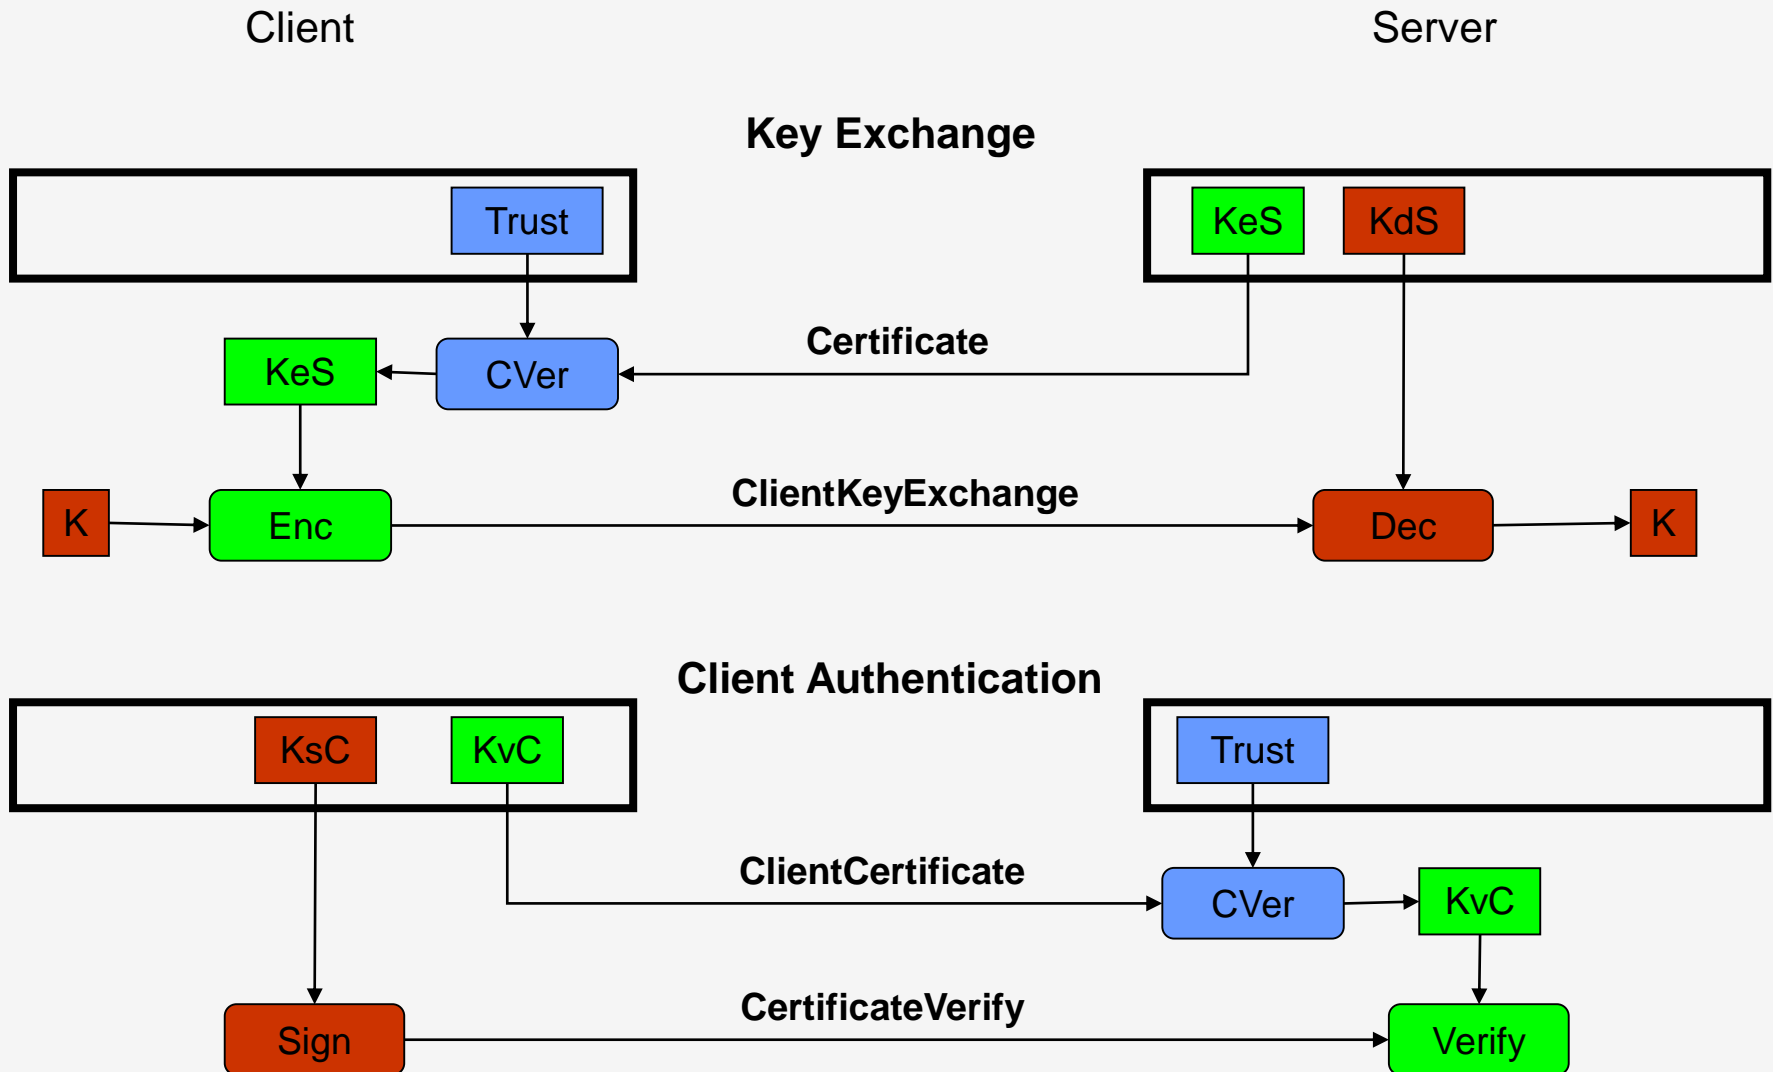 Client
Server
Key Exchange
Trust
KeS
KdS
Certificate
KeS
CVer
ClientKeyExchange
K
Enc
Dec
K
Client Authentication
KsC
KvC
Trust
ClientCertificate
CVer
KvC
CertificateVerify
Sign
Verify